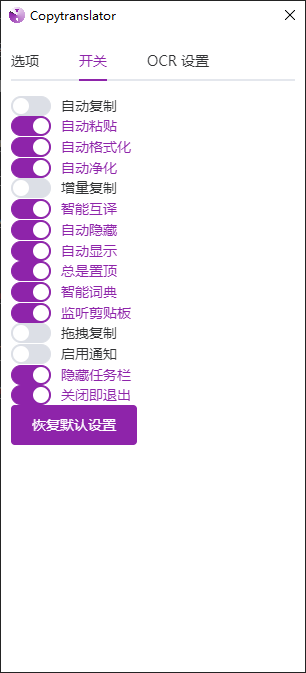 Copytranslator
选项 开关 OCR 设置
自动复制
自动粘贴
自动格式化
自动净化
增量复制
智能互译
自动隐藏
自动显示
总是置顶
智能词典
监听剪贴板
拖拽复制
启用通知
隐藏任务栏
关闭即退出
恢复默认设置